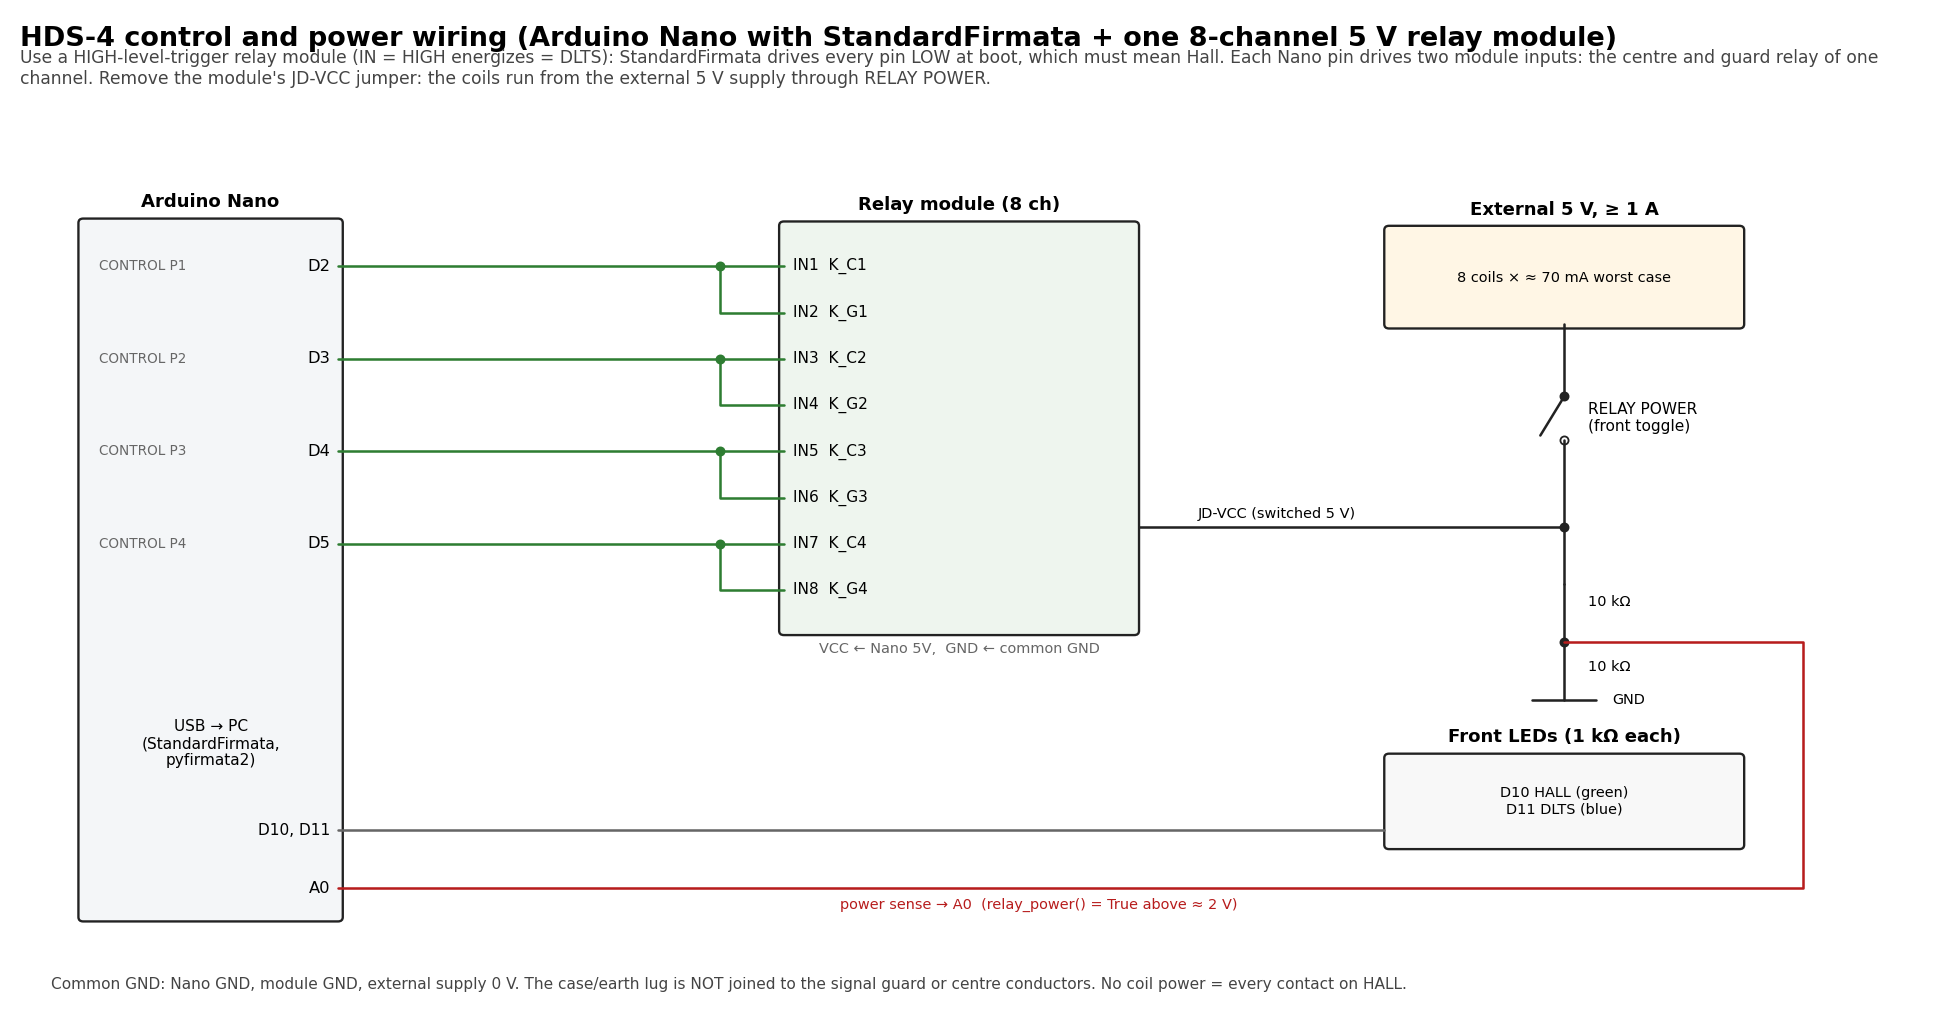 HDS-4 control and power wiring (Arduino Nano with StandardFirmata + one 8-channel 5 V relay module)
Use a HIGH-level-trigger relay module (IN = HIGH energizes = DLTS): StandardFirmata drives every pin LOW at boot, which must mean Hall. Each Nano pin drives two module inputs: the centre and guard relay of one
channel. Remove the module's JD-VCC jumper: the coils run from the external 5 V supply through RELAY POWER.
Arduino Nano
CONTROL P1 D2
CONTROL P2 D3
CONTROL P3 D4
CONTROL P4 D5
USB → PC
(StandardFirmata,
pyfirmata2)
D10, D11
A0
Relay module (8 ch)
IN1 K_C1
IN2 K_G1
IN3 K_C2
IN4 K_G2
IN5 K_C3
IN6 K_G3
IN7 K_C4
IN8 K_G4
VCC ← Nano 5V, GND ← common GND
External 5 V, ≥ 1 A
8 coils × ≈ 70 mA worst case
RELAY POWER
(front toggle)
JD-VCC (switched 5 V)
10 kΩ
10 kΩ
GND
Front LEDs (1 kΩ each)
D10 HALL (green)
D11 DLTS (blue)
power sense → A0 (relay_power() = True above ≈ 2 V)
Common GND: Nano GND, module GND, external supply 0 V. The case/earth lug is NOT joined to the signal guard or centre conductors. No coil power = every contact on HALL.